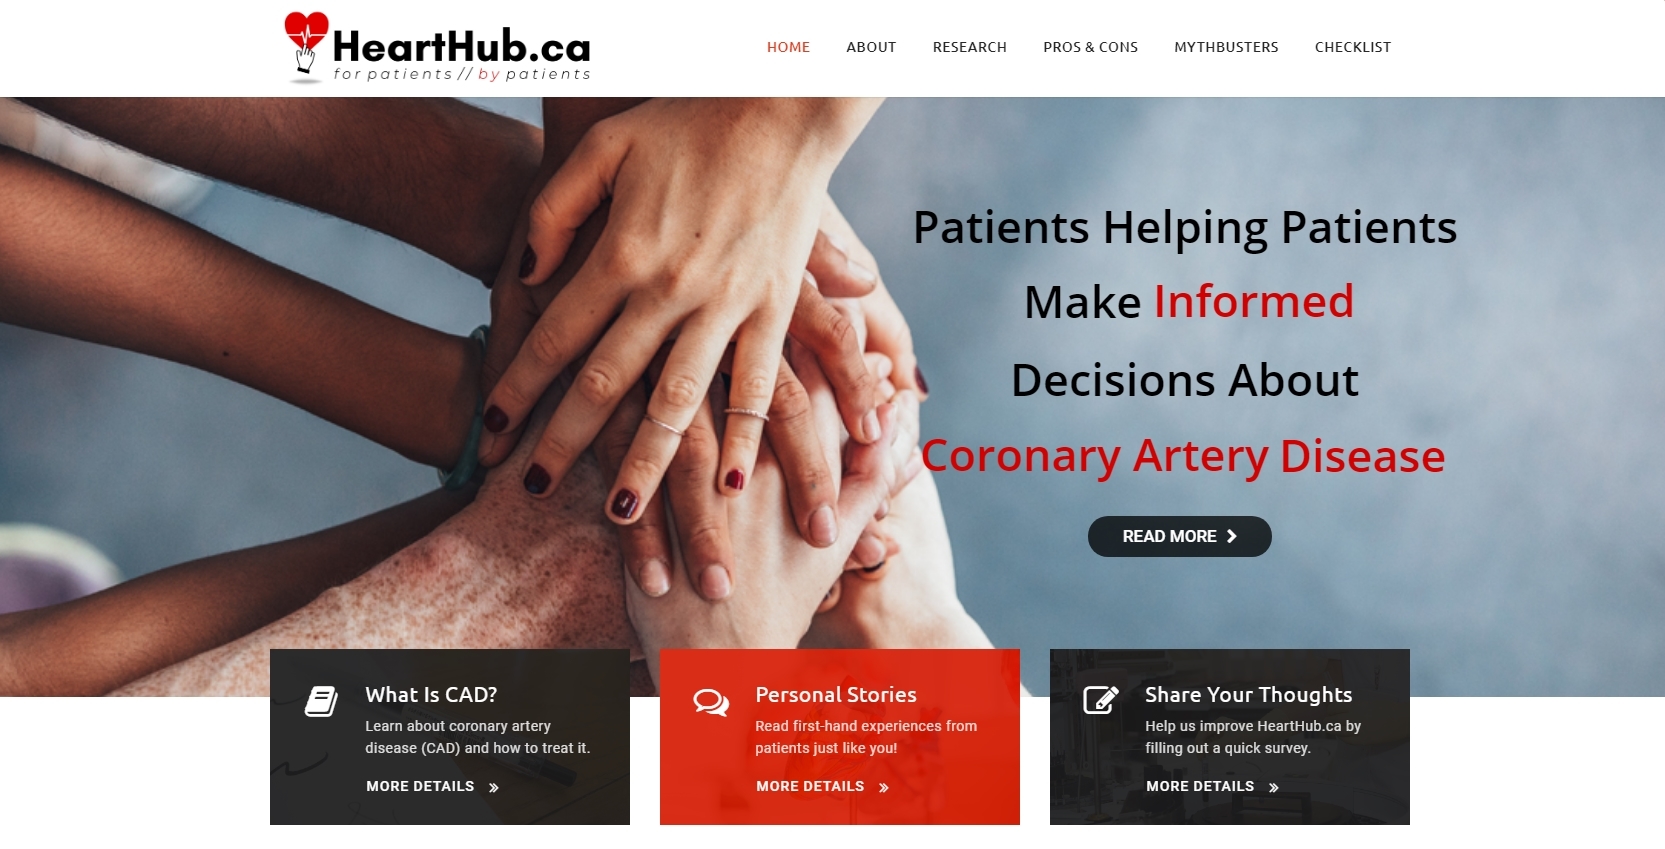 HeartHub.ca
for patients // by patients
HOME
ABOUT
RESEARCH
PROS & CONS
MYTHBUSTERS
CHECKLIST
Patients Helping Patients
Make Informed
Decisions About
Coronary Artery Disease
READ MORE
What Is CAD?
Learn about coronary artery
disease (CAD) and how to treat it.
MORE DETAILS »
Personal Stories
Read first-hand experiences from
patients just like you!
MORE DETAILS »
Share Your Thoughts
Help us improve HeartHub.ca by
filling out a quick survey.
MORE DETAILS »